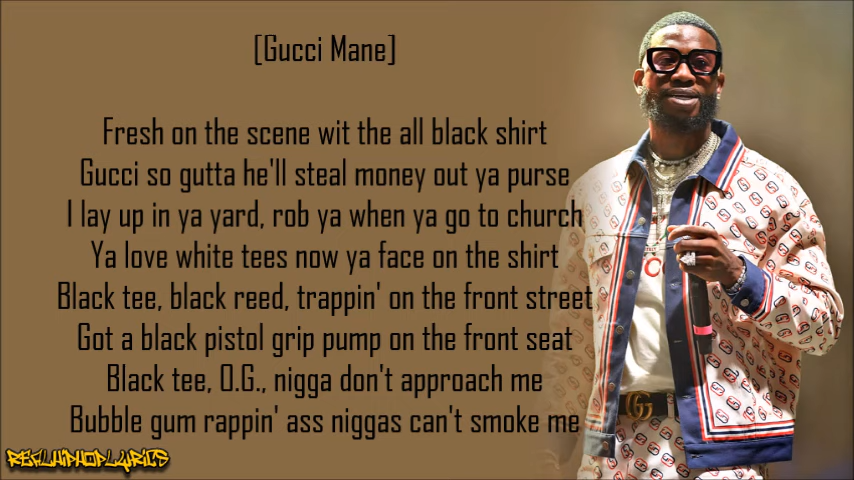 [Gucci Mane]
Fresh on the scene wit the all black shirt
Gucci so gutta he'll steal money out ya purse
I lay up in ya yard, rob ya when ya go to church
Ya love white tees now ya face on the shirt
Black tee, black reed, trappin' on the front street
Got a black pistol grip pump on the front seat
Black tee, O.G., nigga don't approach me
Bubble gum rappin' ass niggas can't smoke me
REALHIPHOPLYRICS